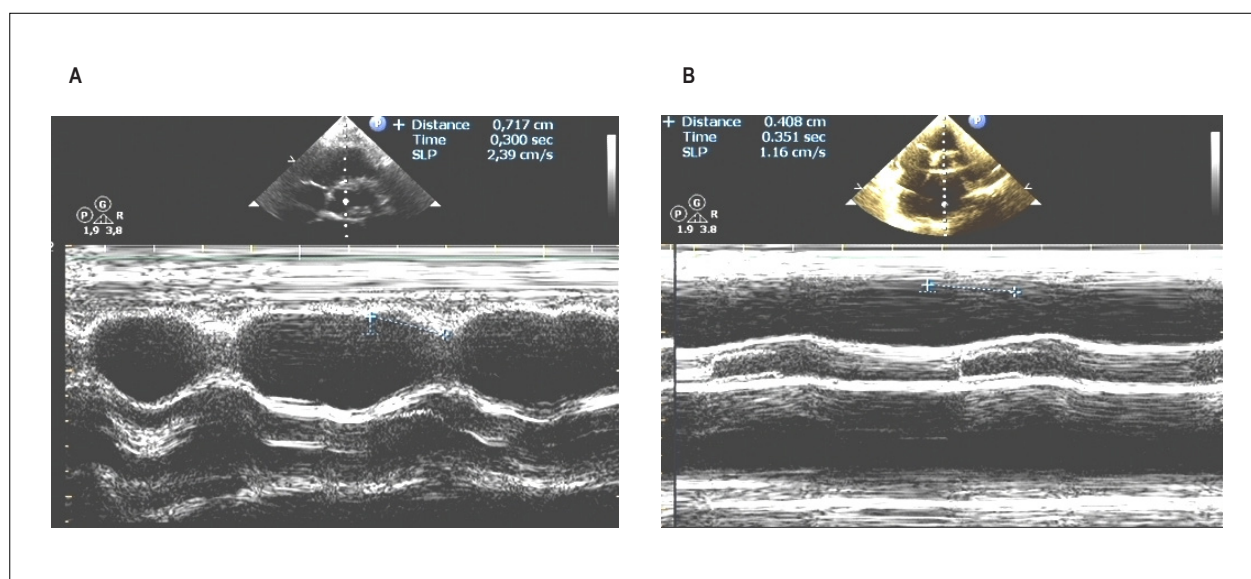 A
+ Distance 0,717 cm
Time 0,300 sec
SLP 2,39 cm/s
P
G
P R
1,9 3,8
B
+ Distance 0.408 cm
Time 0.351 sec
SLP 1.16 cm/s
P
G
P R
1.9 3.8